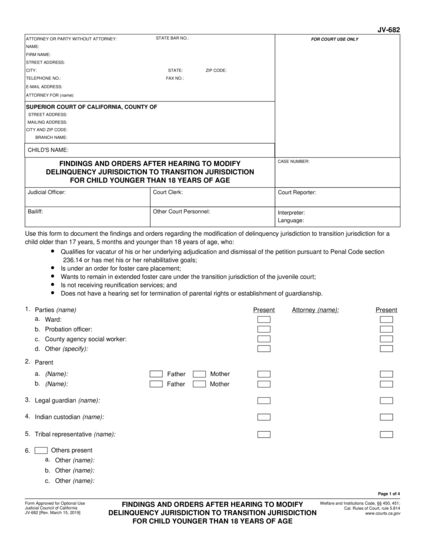 JV-682
ATTORNEY OR PARTY WITHOUT ATTORNEY: STATE BAR NO.:
FOR COURT USE ONLY
NAME:
FIRM NAME:
STREET ADDRESS:
CITY: STATE: ZIP CODE:
TELEPHONE NO.: FAX NO.:
E-MAIL ADDRESS:
ATTORNEY FOR (name):
SUPERIOR COURT OF CALIFORNIA, COUNTY OF
STREET ADDRESS:
MAILING ADDRESS:
CITY AND ZIP CODE:
BRANCH NAME:
CHILD'S NAME:
FINDINGS AND ORDERS AFTER HEARING TO MODIFY
DELINQUENCY JURISDICTION TO TRANSITION JURISDICTION
FOR CHILD YOUNGER THAN 18 YEARS OF AGE
CASE NUMBER:
Judicial Officer: Court Clerk: Court Reporter:
Bailiff: Other Court Personnel: Interpreter:
Language:
Use this form to document the findings and orders regarding the modification of delinquency jurisdiction to transition jurisdiction for a
child older than 17 years, 5 months and younger than 18 years of age, who:
• Qualifies for vacatur of his or her underlying adjudication and dismissal of the petition pursuant to Penal Code section
236.14 or has met his or her rehabilitative goals;
• Is under an order for foster care placement;
• Wants to remain in extended foster care under the transition jurisdiction of the juvenile court;
• Is not receiving reunification services; and
• Does not have a hearing set for termination of parental rights or establishment of guardianship.
1. Parties (name) Present Attorney (name): Present
a. Ward:
b. Probation officer:
c. County agency social worker:
d. Other (specify):
2. Parent
a. (Name): Father Mother
b. (Name): Father Mother
3. Legal guardian (name):
4. Indian custodian (name):
5. Tribal representative (name):
6. Others present
a. Other (name):
b. Other (name):
c. Other (name):
Page 1 of 4
Form Approved for Optional Use
Judicial Council of California
JV-682 [Rev. March 15, 2019]
FINDINGS AND ORDERS AFTER HEARING TO MODIFY
DELINQUENCY JURISDICTION TO TRANSITION JURISDICTION
FOR CHILD YOUNGER THAN 18 YEARS OF AGE
Welfare and Institutions Code, §§ 450, 451;
Cal. Rules of Court, rule 5.814
www.courts.ca.gov